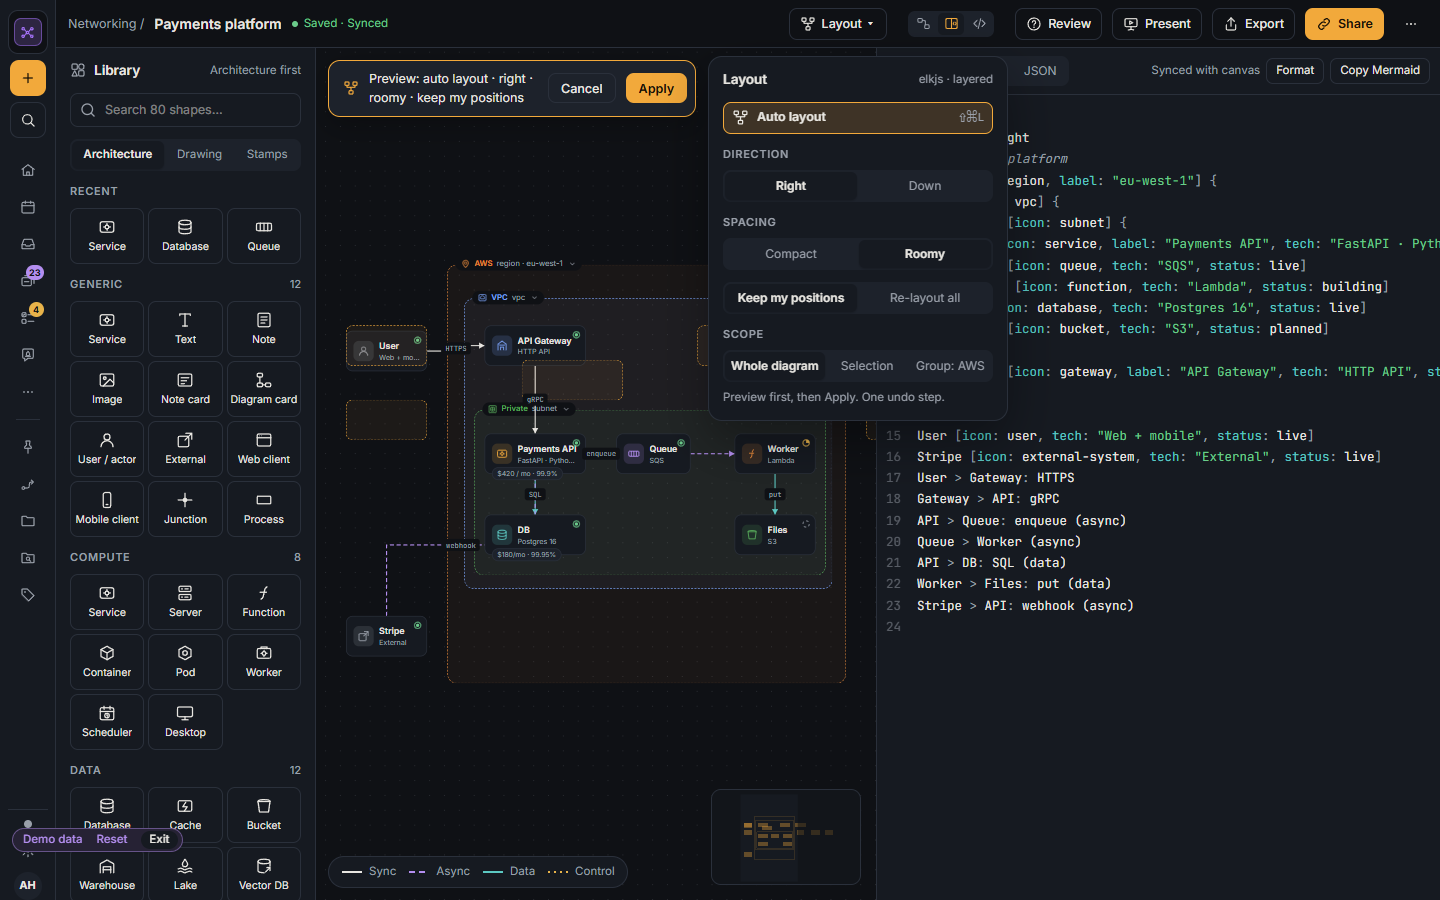 Networking / Payments platform Saved · Synced
Layout
Review
Present
Export
Share
Library
Architecture first
Search 80 shapes...
Architecture
Drawing
Stamps
RECENT
Service
Database
Queue
GENERIC 12
Service
Text
Note
Image
Note card
Diagram card
User / actor
External
Web client
Mobile client
Junction
Process
COMPUTE 8
Service
Server
Function
Container
Pod
Worker
Scheduler
Desktop
DATA 12
Database
Cache
Bucket
Warehouse
Lake
Vector DB
23
4
Demo data Reset Exit
AH
Preview: auto layout · right ·
roomy · keep my positions
Cancel
Apply
AWS region · eu-west-1
VPC vpc
User
Web + mo...
HTTPS
API Gateway
HTTP API
gRPC
Private subnet
Payments API
FastAPI · Pytho...
$420 / mo · 99.9%
enqueue
Queue
SQS
Worker
Lambda
SQL
put
DB
Postgres 16
$180/mo · 99.95%
Files
S3
webhook
Stripe
External
Sync
Async
Data
Control
Layout
elkjs · layered
Auto layout ⇧⌘L
DIRECTION
Right
Down
SPACING
Compact
Roomy
Keep my positions
Re-layout all
SCOPE
Whole diagram
Selection
Group: AWS
Preview first, then Apply. One undo step.
JSON
Synced with canvas
Format
Copy Mermaid
ght
platform
egion, label: "eu-west-1"] {
vpc] {
[icon: subnet] {
con: service, label: "Payments API", tech: "FastAPI · Pyth
[icon: queue, tech: "SQS", status: live]
[icon: function, tech: "Lambda", status: building]
on: database, tech: "Postgres 16", status: live]
[icon: bucket, tech: "S3", status: planned]
[icon: gateway, label: "API Gateway", tech: "HTTP API", st
15 User [icon: user, tech: "Web + mobile", status: live]
16 Stripe [icon: external-system, tech: "External", status: live]
17 User > Gateway: HTTPS
18 Gateway > API: gRPC
19 API > Queue: enqueue (async)
20 Queue > Worker (async)
21 API > DB: SQL (data)
22 Worker > Files: put (data)
23 Stripe > API: webhook (async)
24